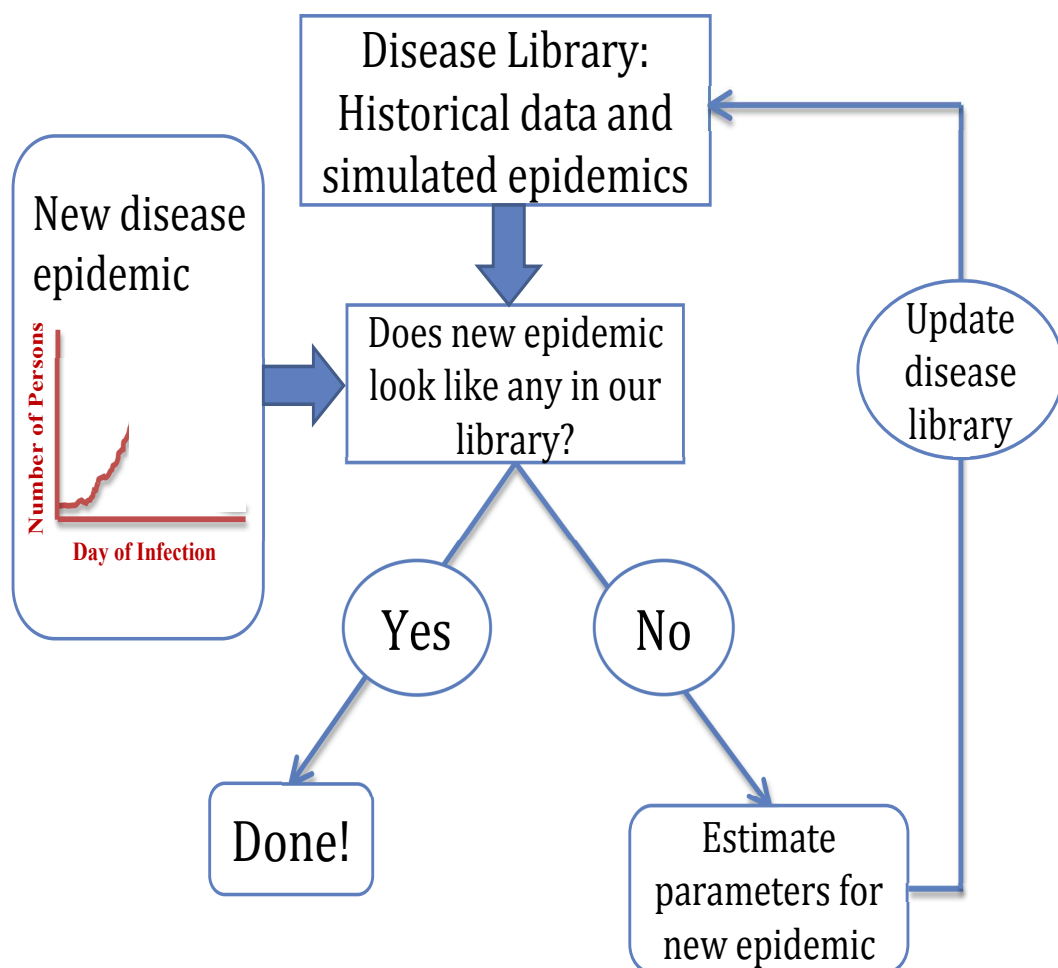 Disease Library:
Historical data and
simulated epidemics
New disease
epidemic
Number of Persons
Day of Infection
Does new epidemic
look like any in our
library?
Update
disease
library
Yes
No
Done!
Estimate
parameters for
new epidemic